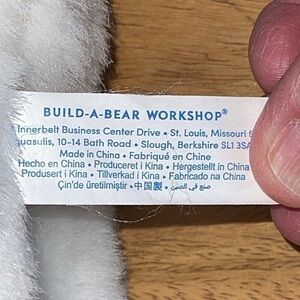 BUILD-A-BEAR WORKSHOP®
Innerbelt Business Center Drive • St. Louis, Missouri
10-14 Bath Road • Slough, Berkshire SL1 3SA
Made in China • Fabriqué en Chine
Hecho en China • Produceret i Kina • Hergestellt in China
Produsert i Kina • Tillverkad i Kina • Fabricado na China
Çin'de üretilmiştir • 中国製 • صنع في الصين